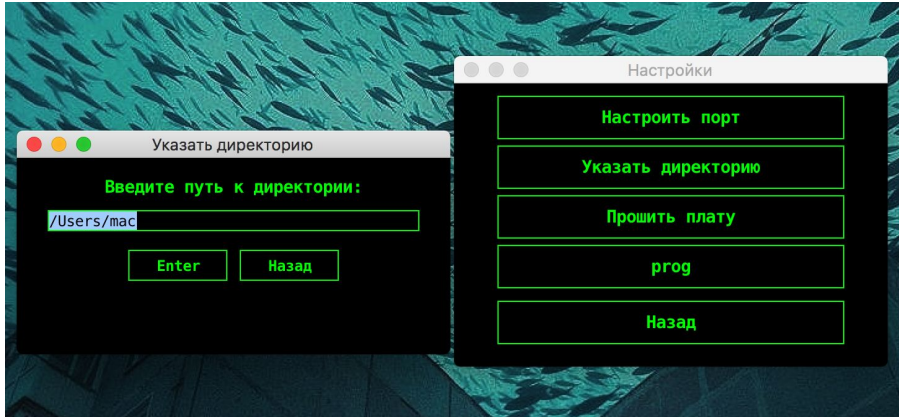 Указать директорию
Введите путь к директории:
/Users/mac
Enter
Назад
Настройки
Настроить порт
Указать директорию
Прошить плату
prog
Назад